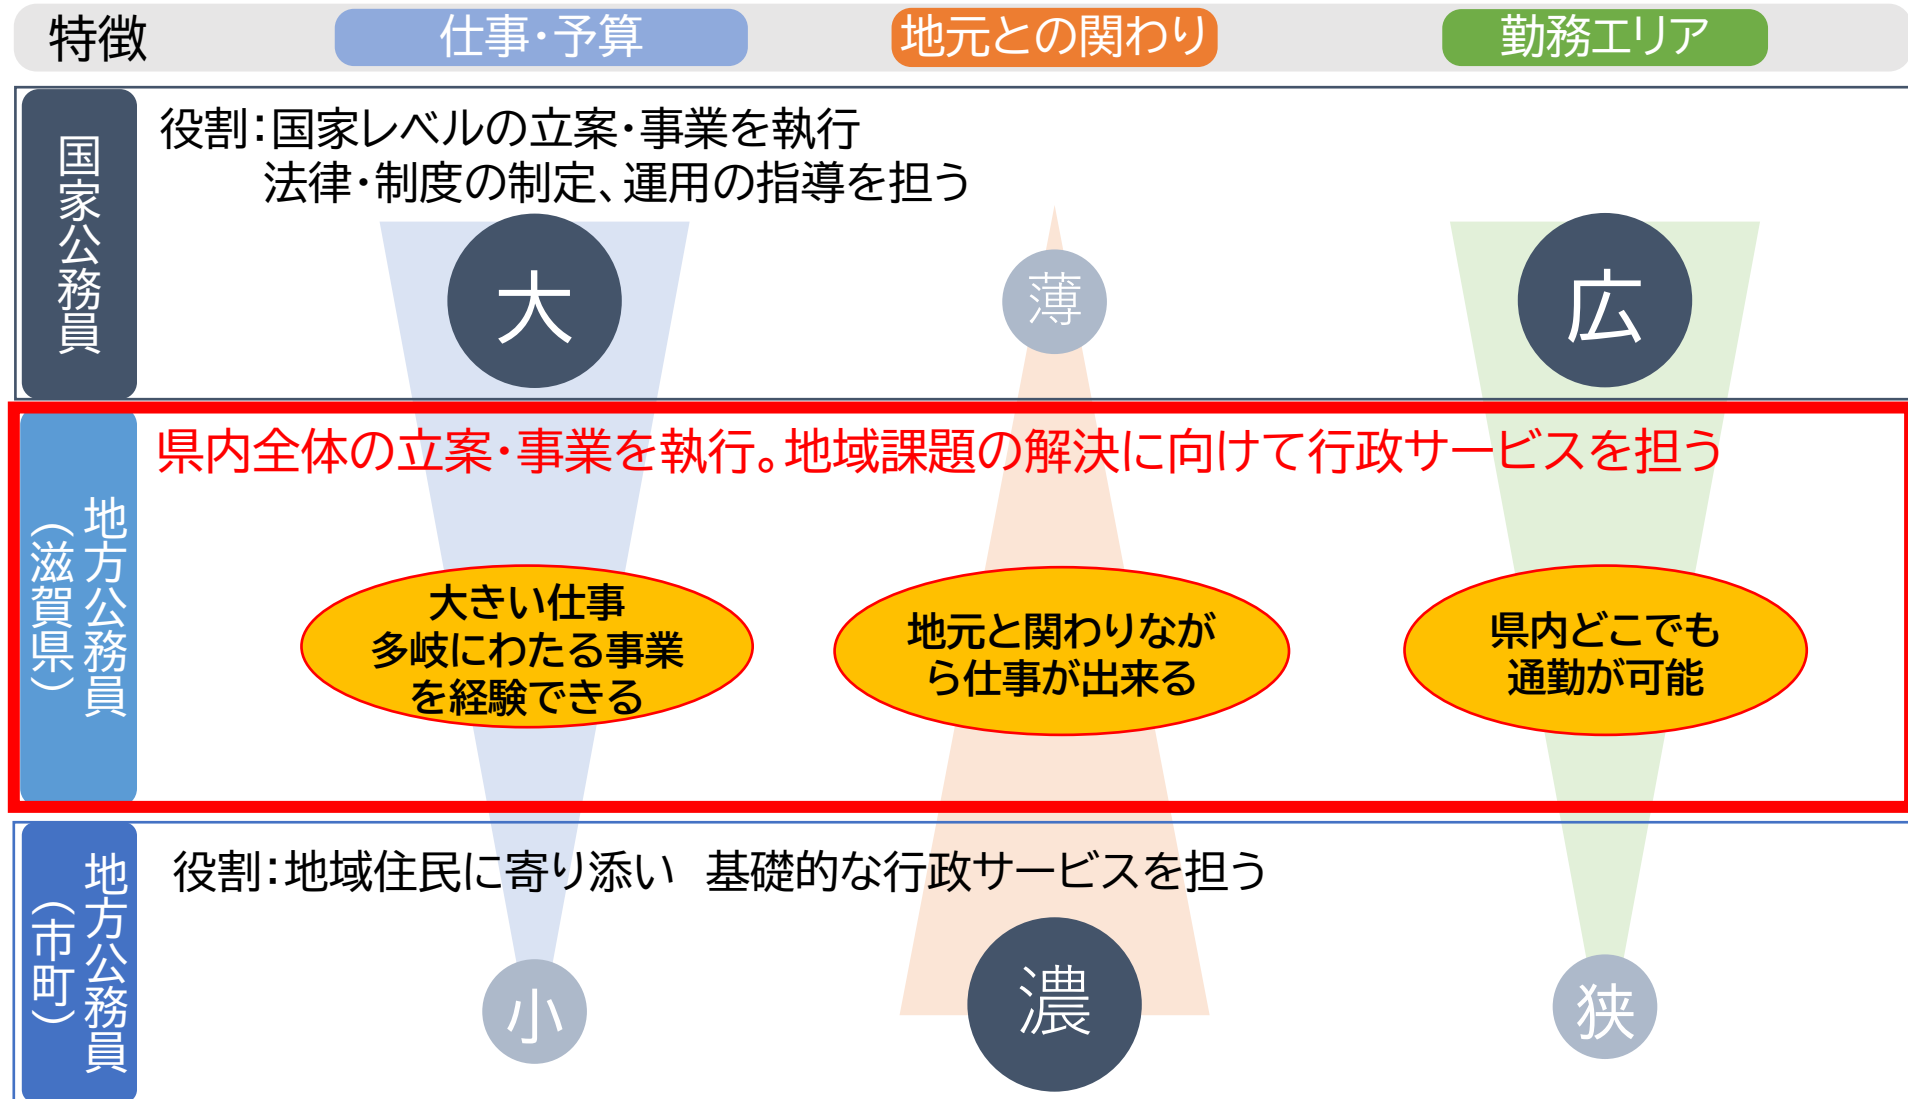 特徴
仕事・予算
地元との関わり
勤務エリア
国家公務員
役割：国家レベルの立案・事業を執行
法律・制度の制定、運用の指導を担う
大
薄
広
地方公務員
（滋賀県）
県内全体の立案・事業を執行。地域課題の解決に向けて行政サービスを担う
大きい仕事
多岐にわたる事業
を経験できる
地元と関わりなが
ら仕事が出来る
県内どこでも
通勤が可能
地方公務員
（市町）
役割：地域住民に寄り添い　基礎的な行政サービスを担う
小
濃
狭